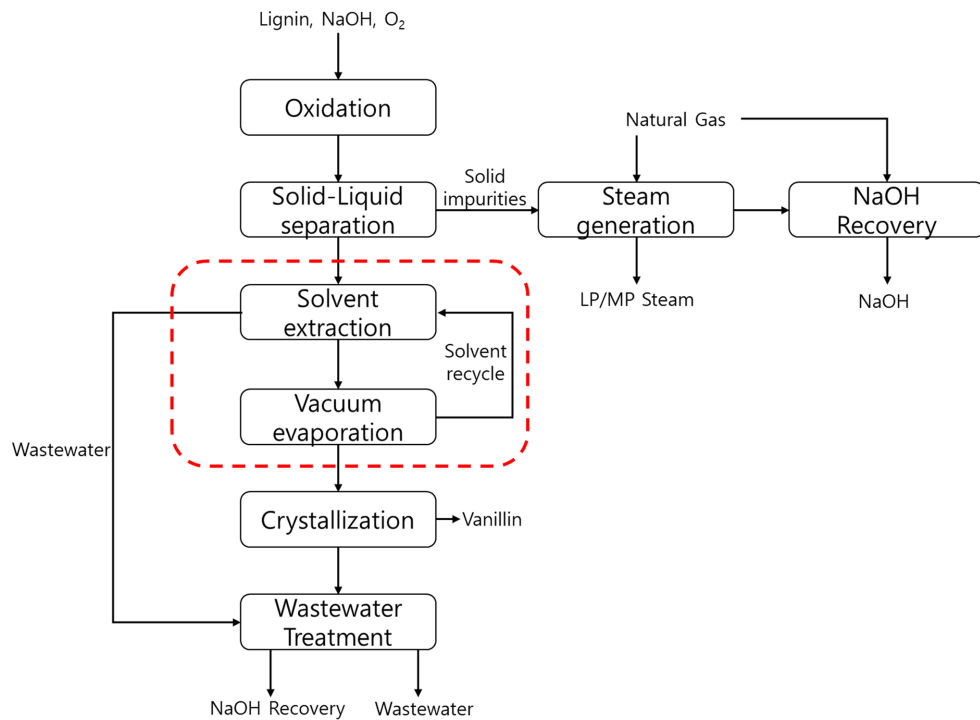 Lignin, NaOH, O₂
Oxidation
Natural Gas
Solid-Liquid
separation
Solid
impurities
Steam
generation
NaOH
Recovery
LP/MP Steam
NaOH
Solvent
extraction
Solvent
recycle
Vacuum
evaporation
Wastewater
Crystallization
Vanillin
Wastewater
Treatment
NaOH Recovery
Wastewater